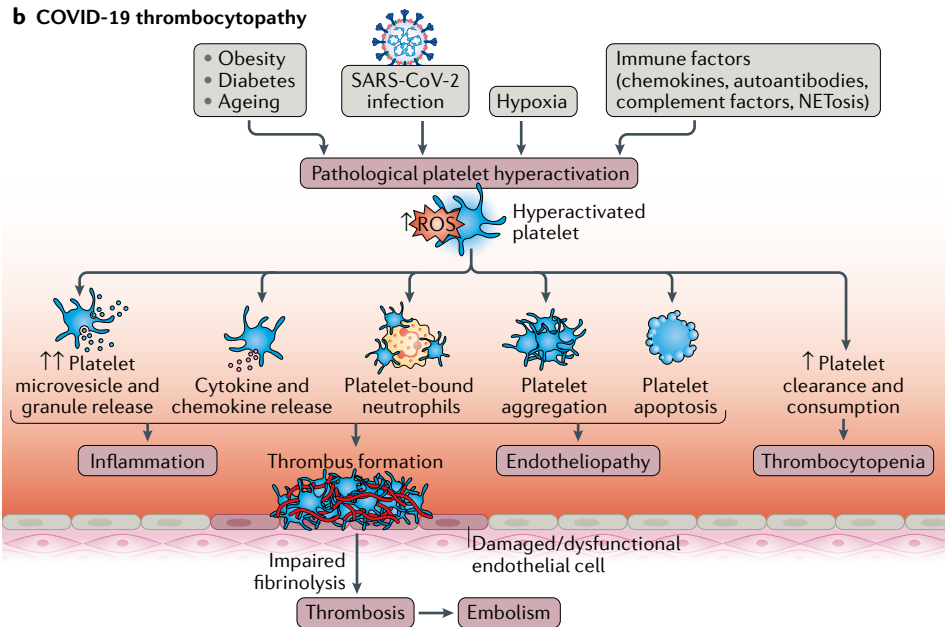 b COVID-19 thrombocytopathy
• Obesity
• Diabetes
• Ageing
SARS-CoV-2
infection
Hypoxia
Immune factors
(chemokines, autoantibodies,
complement factors, NETosis)
Pathological platelet hyperactivation
↑ ROS
Hyperactivated
platelet
↑↑ Platelet
microvesicle and
granule release
Cytokine and
chemokine release
Platelet-bound
neutrophils
Platelet
aggregation
Platelet
apoptosis
↑ Platelet
clearance and
consumption
Inflammation
Thrombus formation
Endotheliopathy
Thrombocytopenia
Damaged/dysfunctional
endothelial cell
Impaired
fibrinolysis
Thrombosis
Embolism